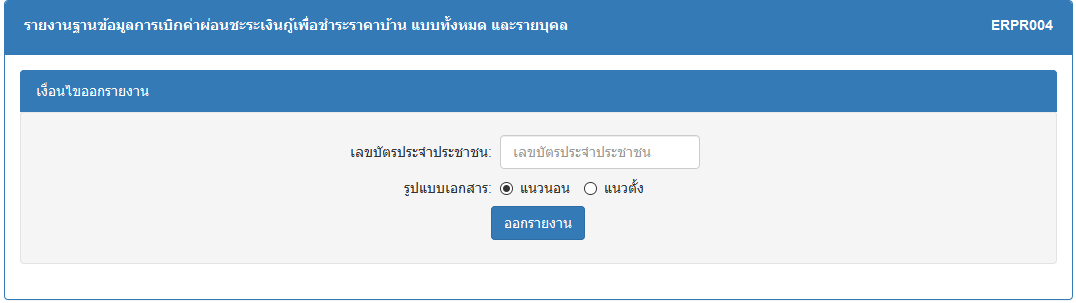 รายงานฐานข้อมูลการเบิกค่าผ่อนชะระเงินกู้เพื่อชำระราคาบ้าน แบบทั้งหมด และรายบุคล ERPR004
เงื่อนไขออกรายงาน
เลขบัตรประจำประชาชน: เลขบัตรประจำประชาชน
รูปแบบเอกสาร: แนวนอน แนวตั้ง
ออกรายงาน